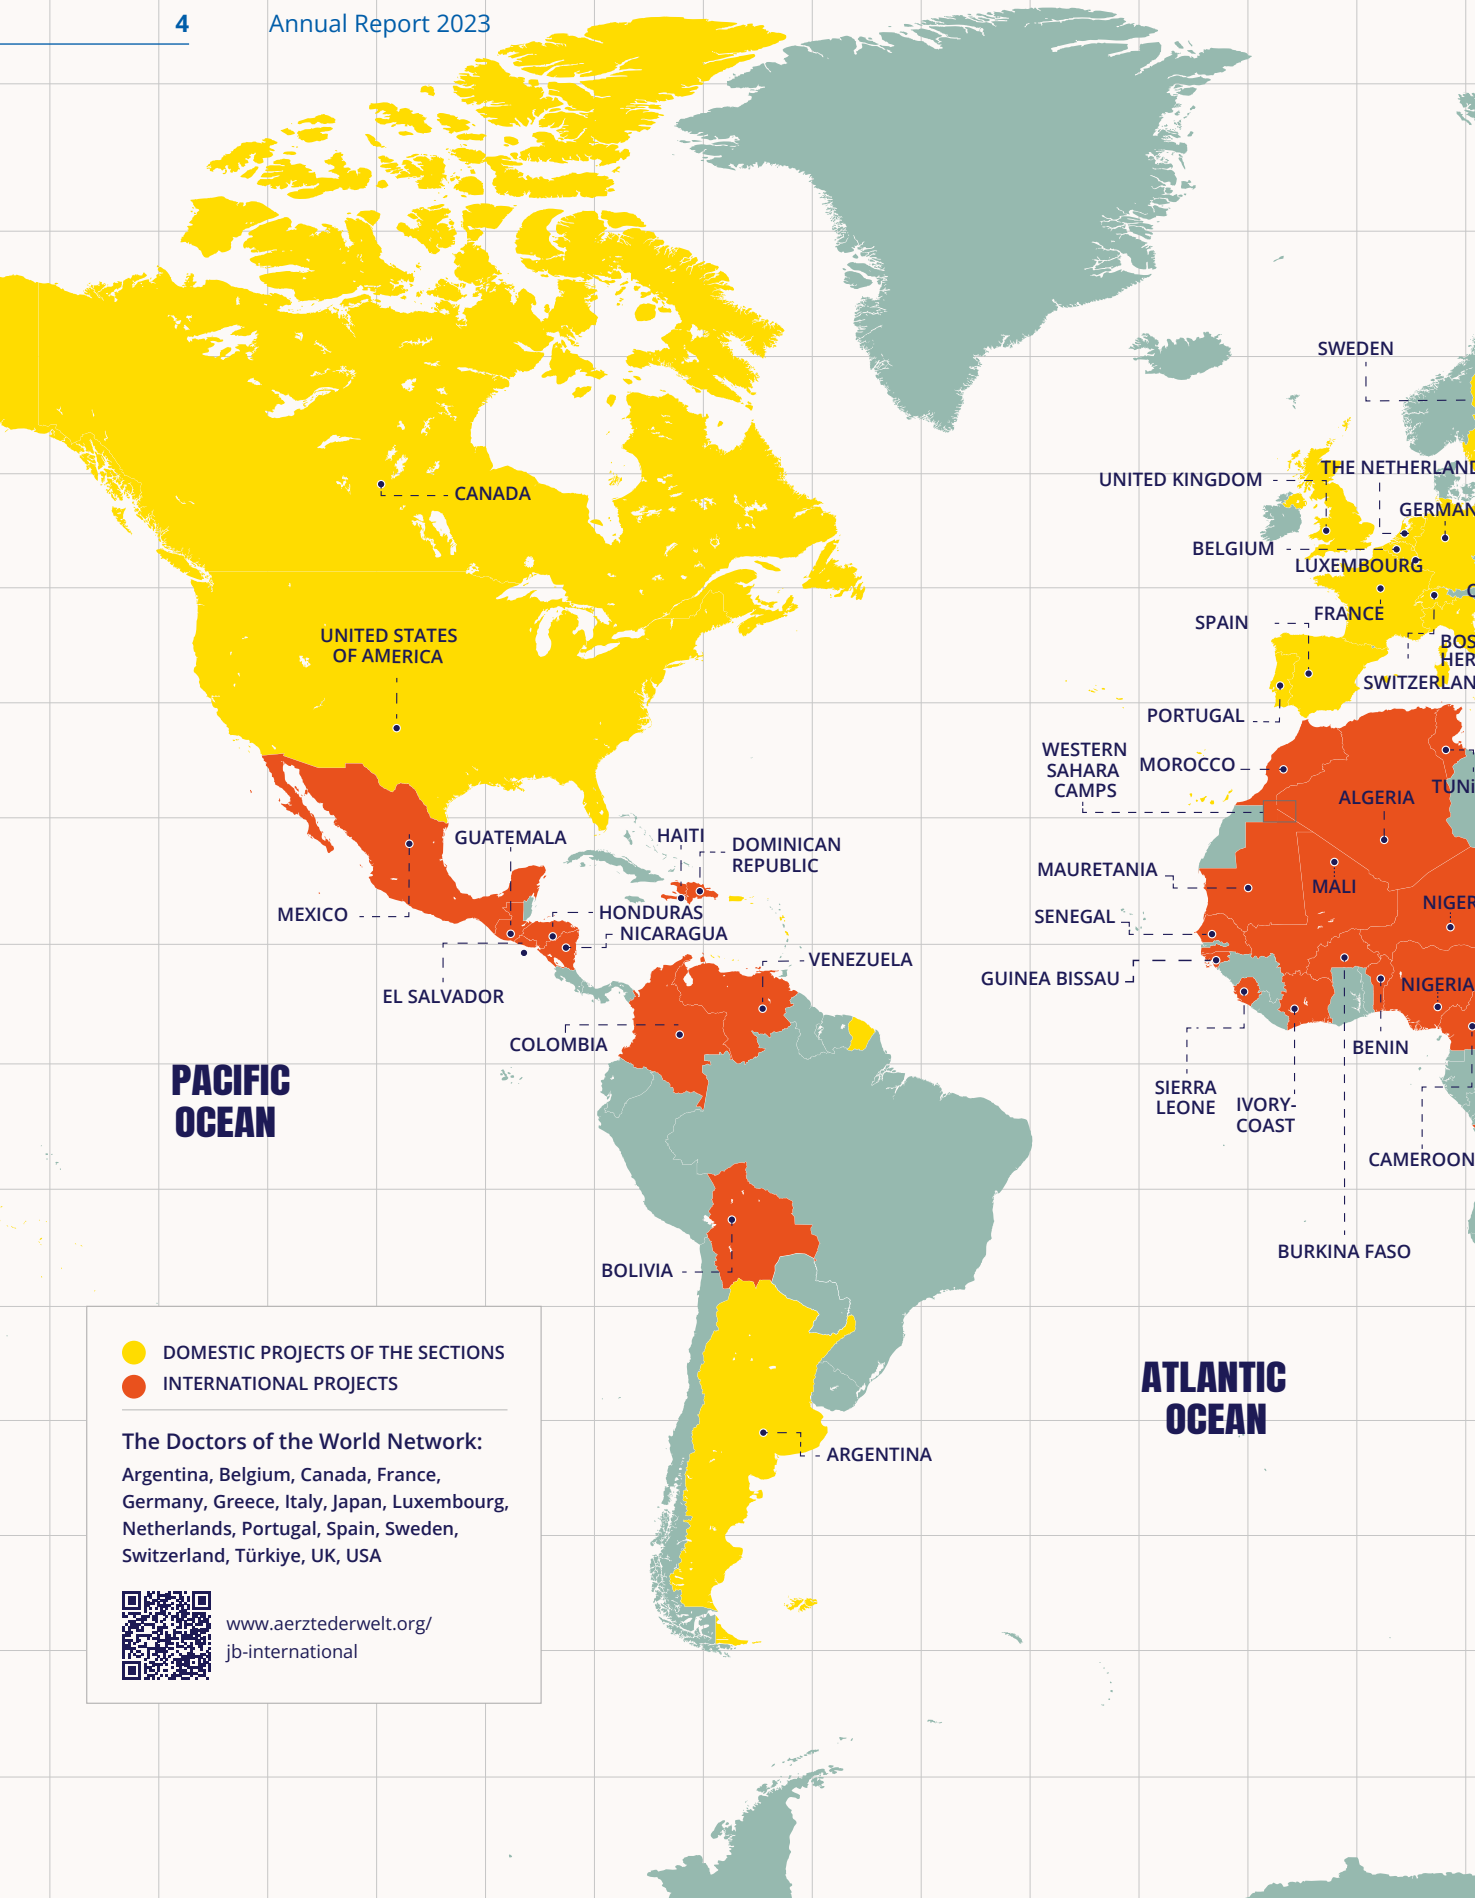 4 Annual Report 2023
SWEDEN
THE NETHERLAND
UNITED KINGDOM
CANADA
GERMAN
BELGIUM
LUXEMBOURG
FRANCE
SPAIN
UNITED STATES
OF AMERICA
BOS
HER
SWITZERLAN
PORTUGAL
WESTERN
SAHARA
CAMPS
MOROCCO
TUNi
ALGERIA
GUATEMALA
HAITI
DOMINICAN
REPUBLIC
MAURETANIA
MALI
NIGER
MEXICO
HONDURAS
NICARAGUA
SENEGAL
VENEZUELA
GUINEA BISSAU
NIGERIA
EL SALVADOR
COLOMBIA
BENIN
PACIFIC
OCEAN
SIERRA
LEONE
IVORY-
COAST
CAMEROON
BURKINA FASO
BOLIVIA
DOMESTIC PROJECTS OF THE SECTIONS
INTERNATIONAL PROJECTS
ATLANTIC
OCEAN
ARGENTINA
The Doctors of the World Network:
Argentina, Belgium, Canada, France,
Germany, Greece, Italy, Japan, Luxembourg,
Netherlands, Portugal, Spain, Sweden,
Switzerland, Türkiye, UK, USA
www.aerztederwelt.org/
jb-international